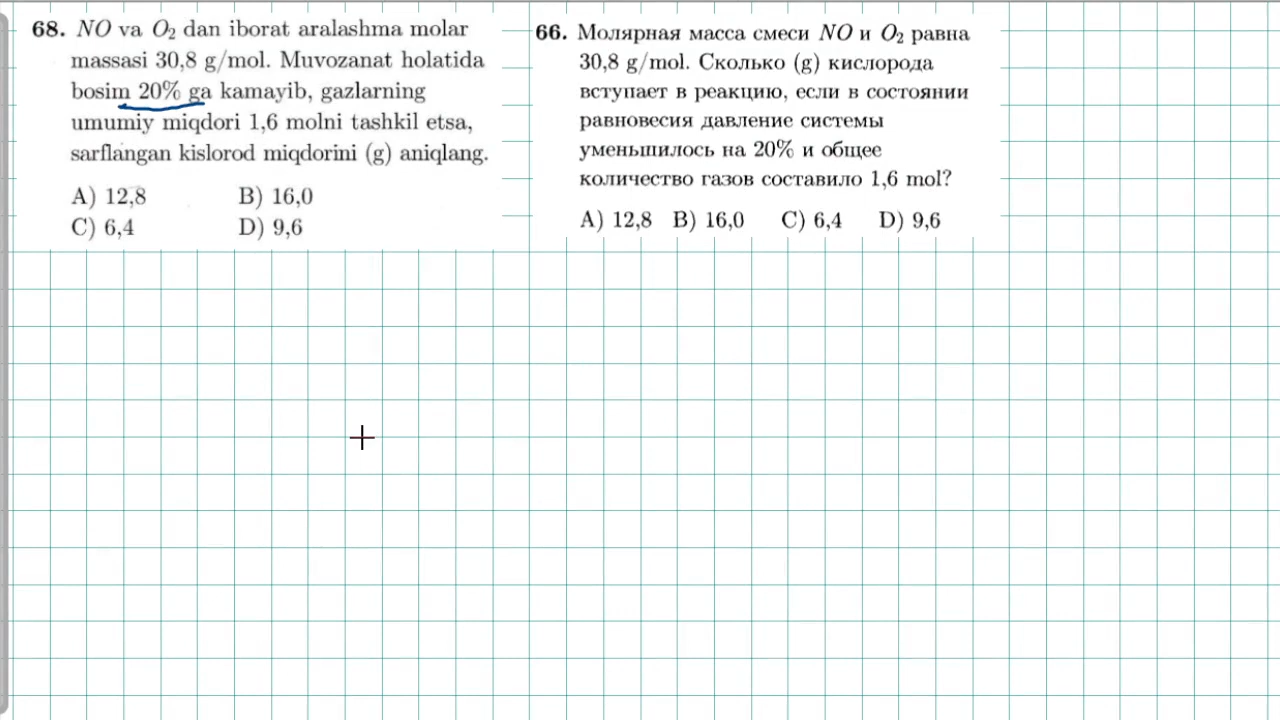 68. NO va O₂ dan iborat aralashma molar
massasi 30,8 g/mol. Muvozanat holatida
bosim 20% ga kamayib, gazlarning
umumiy miqdori 1,6 molni tashkil etsa,
sarflangan kislorod miqdorini (g) aniqlang.
A) 12,8 B) 16,0
C) 6,4 D) 9,6
66. Молярная масса смеси NO и O₂ равна
30,8 g/mol. Сколько (g) кислорода
вступает в реакцию, если в состоянии
равновесия давление системы
уменьшилось на 20% и общее
количество газов составило 1,6 mol?
A) 12,8 B) 16,0 C) 6,4 D) 9,6